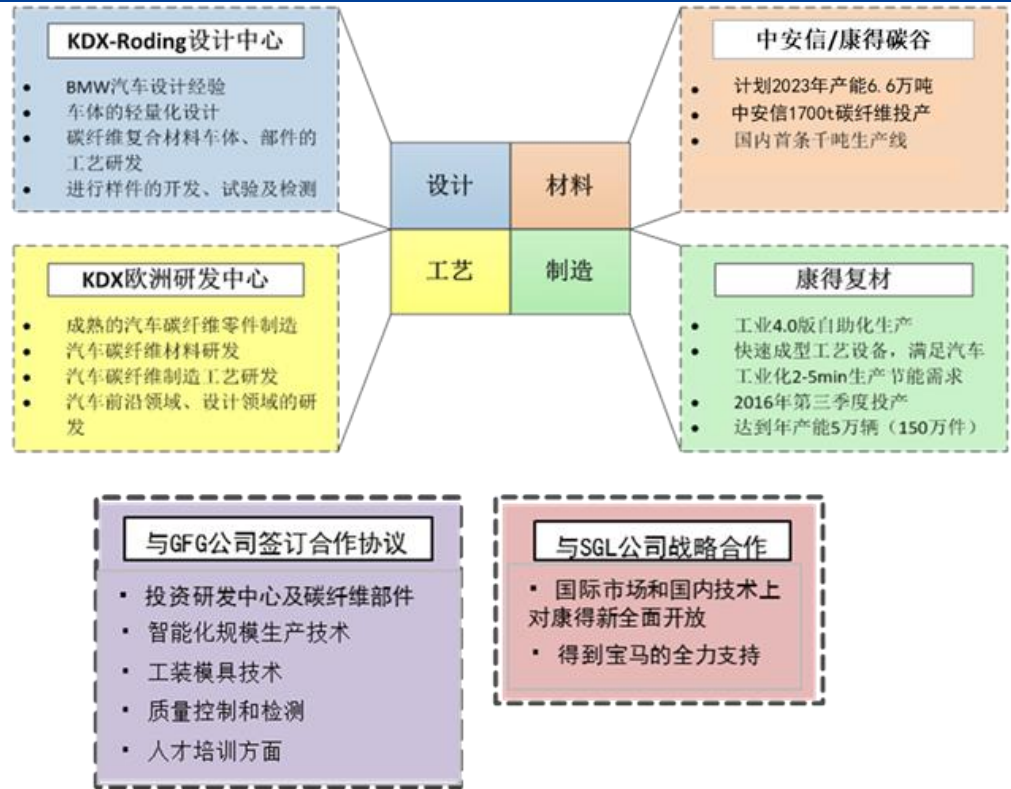 KDX-Roding设计中心
• BMW汽车设计经验
• 车体的轻量化设计
• 碳纤维复合材料车体、部件的
工艺研发
• 进行样件的开发、试验及检测
中安信/康得碳谷
• 计划2023年产能6.6万吨
• 中安信1700t碳纤维投产
• 国内首条千吨生产线
设计
材料
工艺
制造
KDX欧洲研发中心
• 成熟的汽车碳纤维零件制造
• 汽车碳纤维材料研发
• 汽车碳纤维制造工艺研发
• 汽车前沿领域、设计领域的研
发
康得复材
• 工业4.0版自助化生产
• 快速成型工艺设备，满足汽车
工业化2-5min生产节能需求
• 2016年第三季度投产
• 达到年产能5万辆（150万件）
与GFG公司签订合作协议
▪ 投资研发中心及碳纤维部件
▪ 智能化规模生产技术
▪ 工装模具技术
▪ 质量控制和检测
▪ 人才培训方面
与SGL公司战略合作
▪ 国际市场和国内技术上
对康得新全面开放
▪ 得到宝马的全力支持